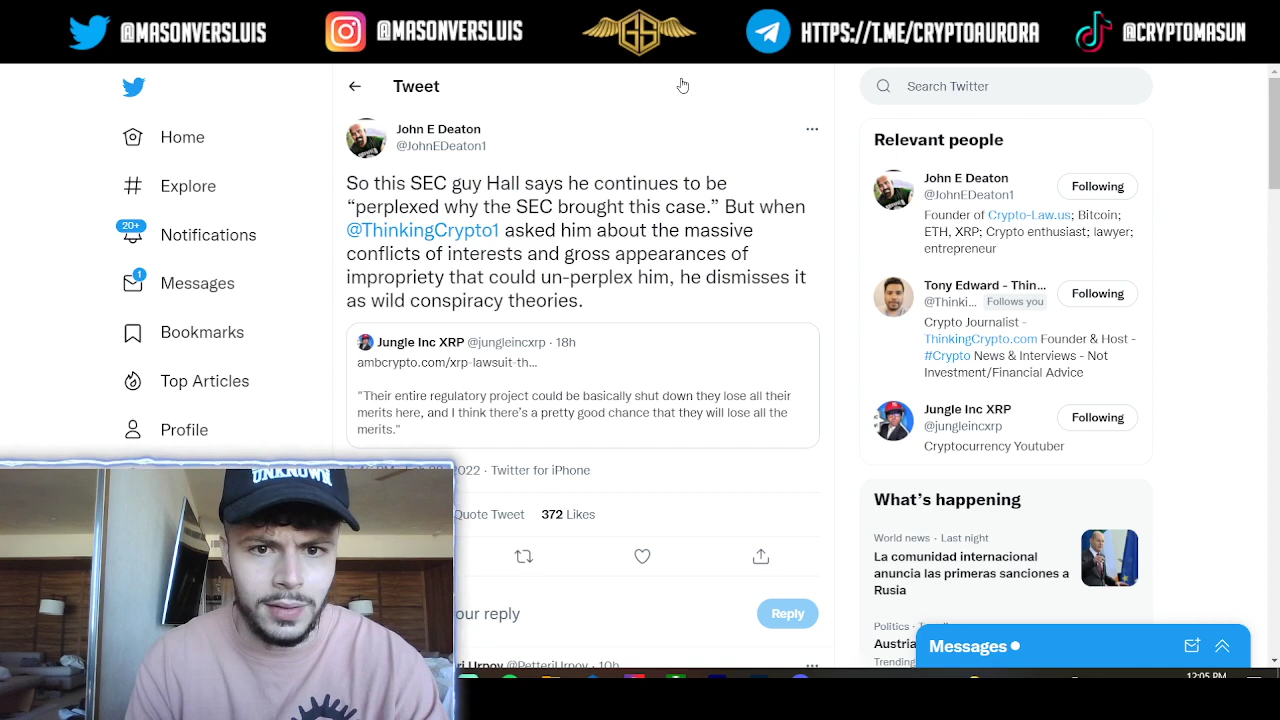 @MASONVERSLUIS
@MASONVERSLUIS
GS
HTTPS://T.ME/CRYPTOAURORA
@CRYPTOMASUN
Home
Explore
20+
Notifications
1
Messages
Bookmarks
Top Articles
Profile
Tweet
John E Deaton
@JohnEDeaton1
So this SEC guy Hall says he continues to be
“perplexed why the SEC brought this case.” But when
@ThinkingCrypto1 asked him about the massive
conflicts of interests and gross appearances of
impropriety that could un-perplex him, he dismisses it
as wild conspiracy theories.
Jungle Inc XRP @jungleincxrp · 18h
ambcrypto.com/xrp-lawsuit-th...
"Their entire regulatory project could be basically shut down they lose all their
merits here, and I think there’s a pretty good chance that they will lose all the
merits."
2022 · Twitter for iPhone
Quote Tweet 372 Likes
our reply
Reply
Urnov @PetteriUrnov · 10h
Search Twitter
Relevant people
John E Deaton
@JohnEDeaton1
Following
Founder of Crypto-Law.us; Bitcoin;
ETH, XRP; Crypto enthusiast; lawyer;
entrepreneur
Tony Edward - Thin...
@Thinki... Follows you
Following
Crypto Journalist -
ThinkingCrypto.com Founder & Host -
#Crypto News & Interviews - Not
Investment/Financial Advice
Jungle Inc XRP
@jungleincxrp
Following
Cryptocurrency Youtuber
What’s happening
World news · Last night
La comunidad internacional
anuncia las primeras sanciones a
Rusia
Politics ·
Austria
Trending
Messages
12:05 PM
UNKNOWN